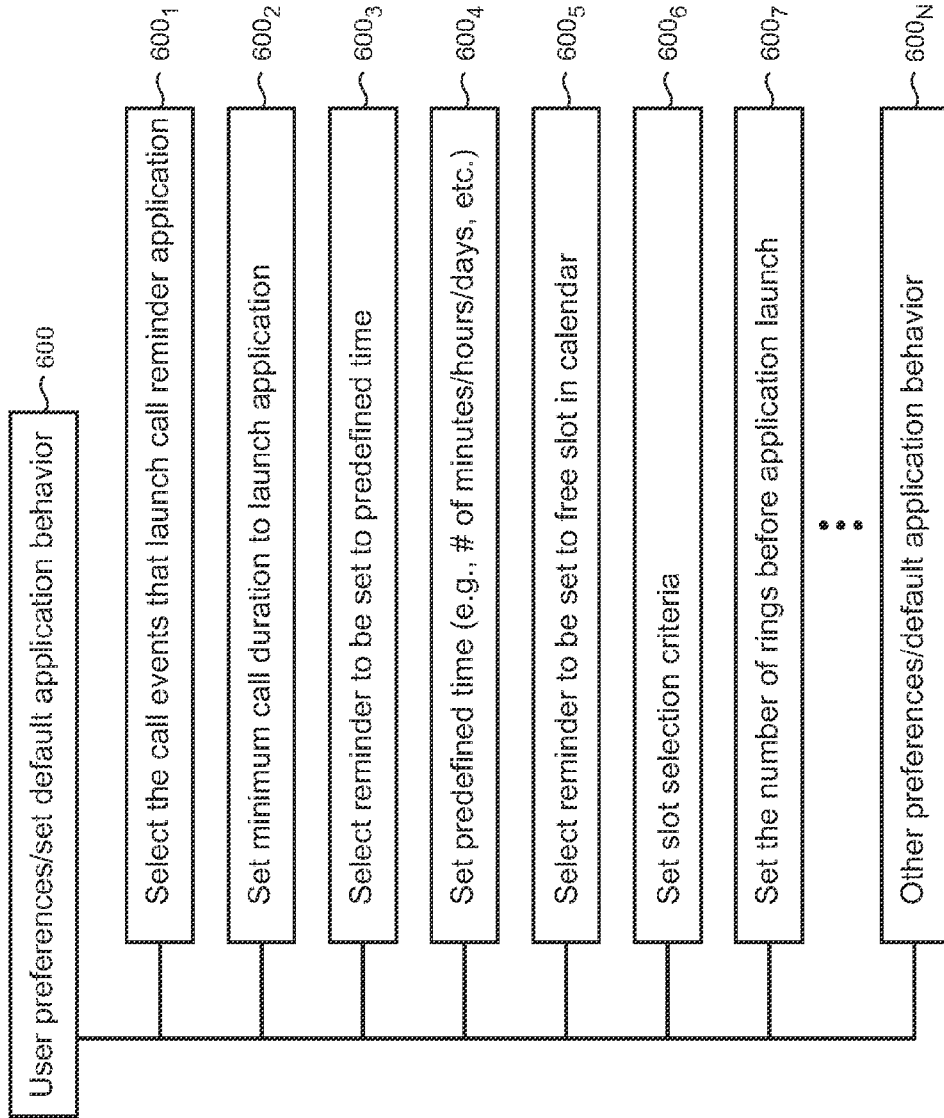 User preferences/set default application behavior 600
Select the call events that launch call reminder application 600₁
Set minimum call duration to launch application 600₂
Select reminder to be set to predefined time 600₃
Set predefined time (e.g., # of minutes/hours/days, etc.) 600₄
Select reminder to be set to free slot in calendar 600₅
Set slot selection criteria 600₆
Set the number of rings before application launch 600₇
Other preferences/default application behavior 600_N